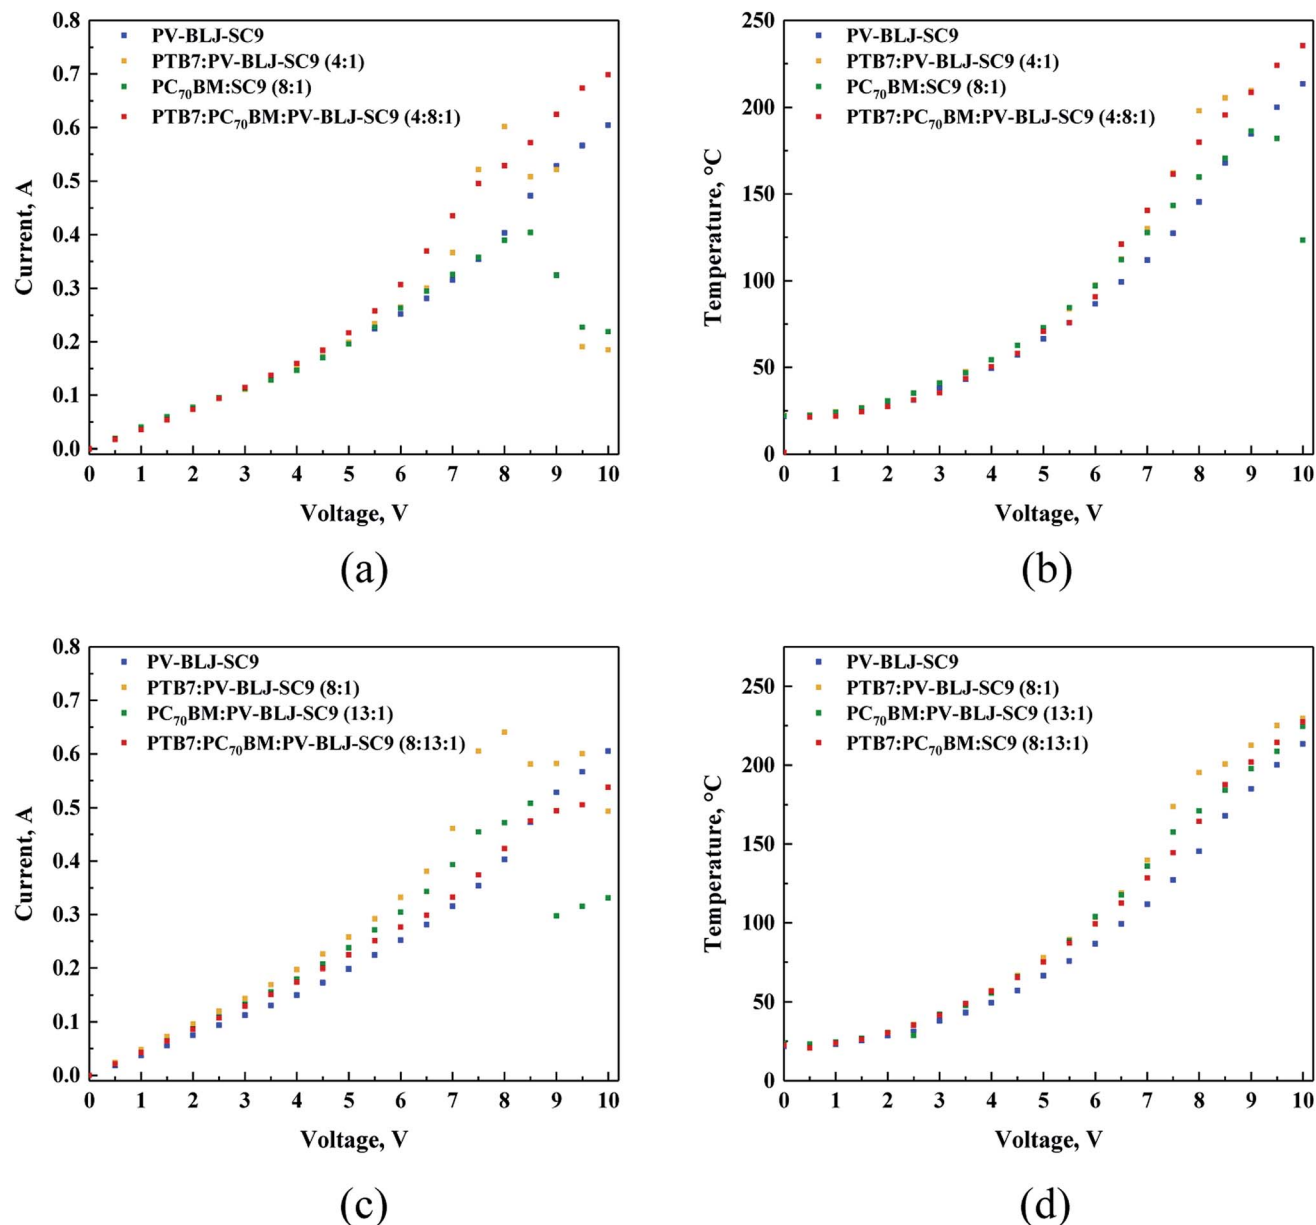 0.8
0.7
0.6
0.5
0.4
0.3
0.2
0.1
0.0
Current, A
PV-BLJ-SC9
PTB7:PV-BLJ-SC9 (4:1)
PC₇₀BM:SC9 (8:1)
PTB7:PC₇₀BM:PV-BLJ-SC9 (4:8:1)
0 1 2 3 4 5 6 7 8 9 10
Voltage, V
(a)
250
200
150
100
50
0
Temperature, °C
PV-BLJ-SC9
PTB7:PV-BLJ-SC9 (4:1)
PC₇₀BM:SC9 (8:1)
PTB7:PC₇₀BM:PV-BLJ-SC9 (4:8:1)
0 1 2 3 4 5 6 7 8 9 10
Voltage, V
(b)
0.8
0.7
0.6
0.5
0.4
0.3
0.2
0.1
0.0
Current, A
PV-BLJ-SC9
PTB7:PV-BLJ-SC9 (8:1)
PC₇₀BM:PV-BLJ-SC9 (13:1)
PTB7:PC₇₀BM:PV-BLJ-SC9 (8:13:1)
0 1 2 3 4 5 6 7 8 9 10
Voltage, V
(c)
250
200
150
100
50
0
Temperature, °C
PV-BLJ-SC9
PTB7:PV-BLJ-SC9 (8:1)
PC₇₀BM:PV-BLJ-SC9 (13:1)
PTB7:PC₇₀BM:SC9 (8:13:1)
0 1 2 3 4 5 6 7 8 9 10
Voltage, V
(d)